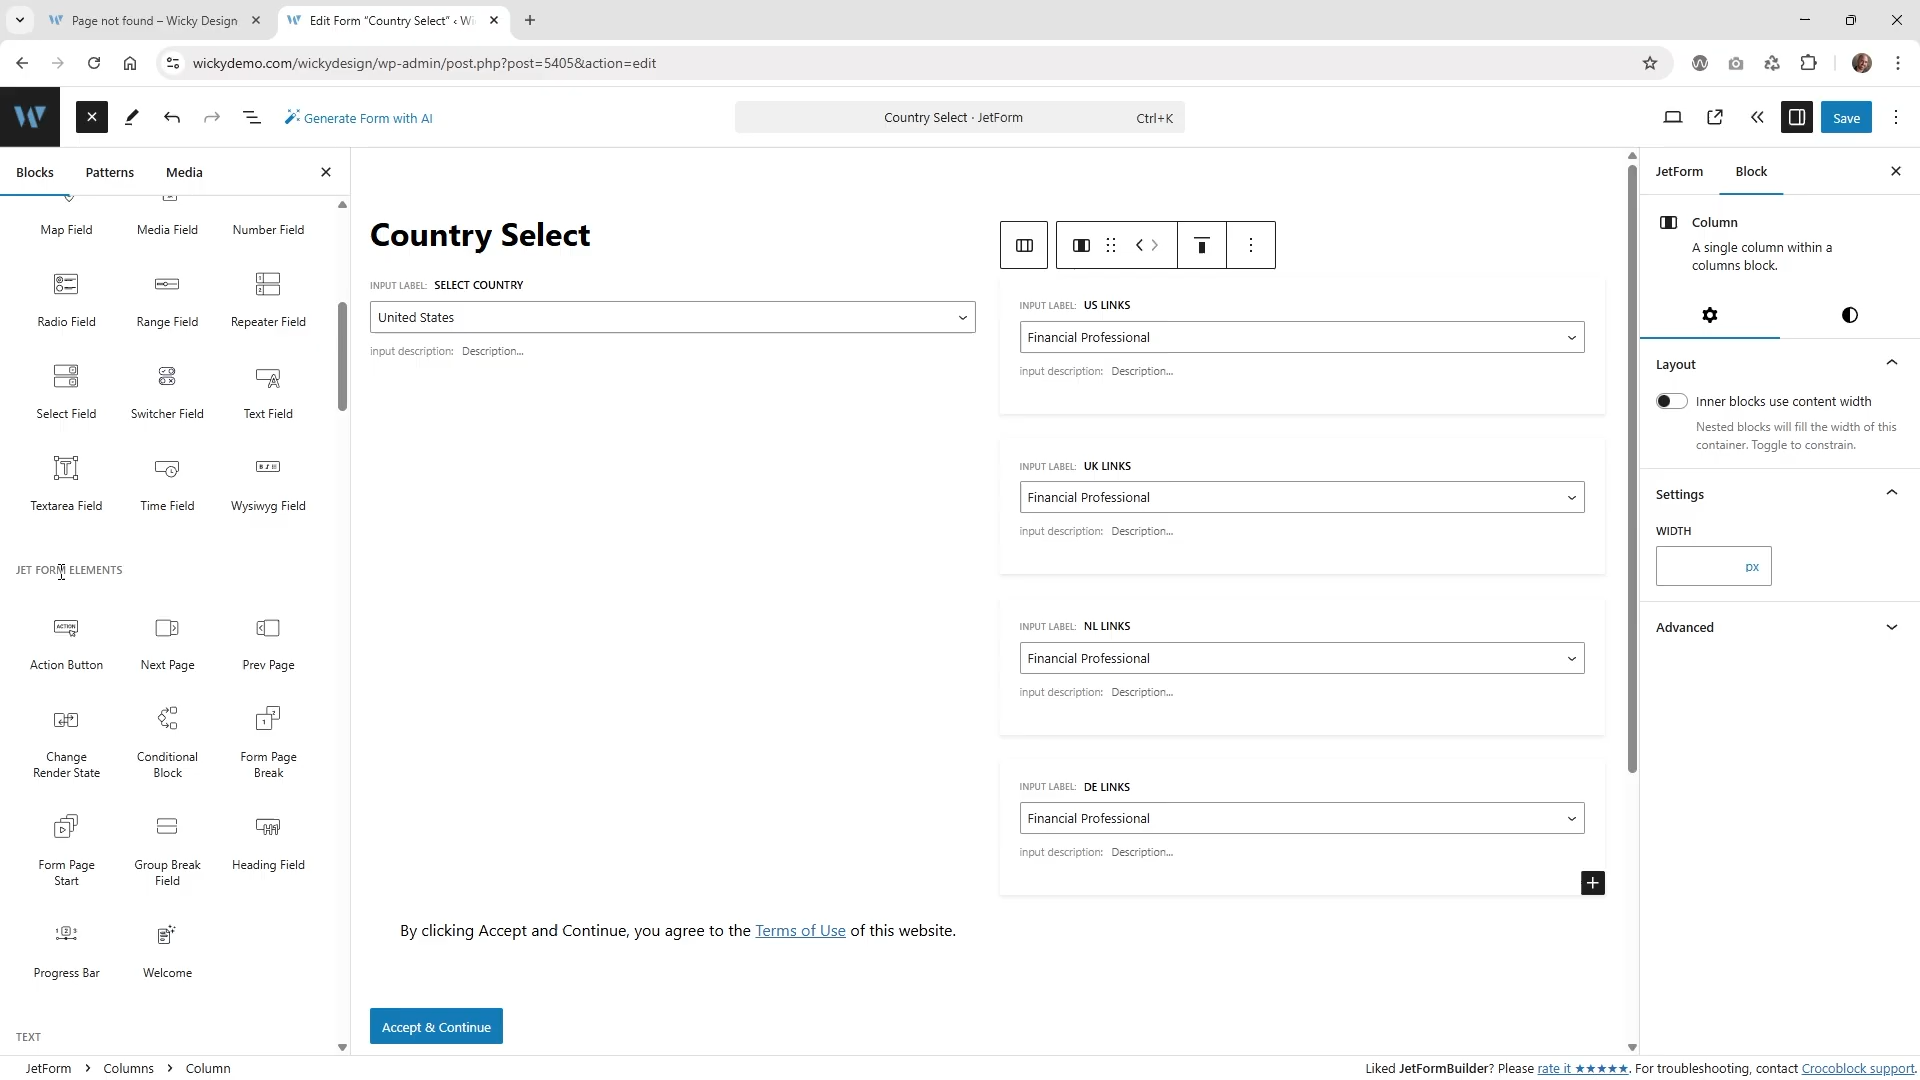 Page not found – Wicky Design
Edit Form “Country Select” ‹ Wi
wickydemo.com/wickydesign/wp-admin/post.php?post=5405&action=edit
Generate Form with AI
Country Select · JetForm
Ctrl+K
Save
Blocks
Patterns
Media
Map Field
Media Field
Number Field
Radio Field
Range Field
Repeater Field
Select Field
Switcher Field
Text Field
Textarea Field
Time Field
Wysiwyg Field
JET FORM ELEMENTS
Action Button
Next Page
Prev Page
Change
Render State
Conditional
Block
Form Page
Break
Form Page
Start
Group Break
Field
Heading Field
Progress Bar
Welcome
TEXT
Country Select
INPUT LABEL: SELECT COUNTRY
United States
input description: Description...
INPUT LABEL: US LINKS
Financial Professional
input description: Description...
INPUT LABEL: UK LINKS
Financial Professional
input description: Description...
INPUT LABEL: NL LINKS
Financial Professional
input description: Description...
INPUT LABEL: DE LINKS
Financial Professional
input description: Description...
By clicking Accept and Continue, you agree to the Terms of Use of this website.
Accept & Continue
JetForm
Block
Column
A single column within a
columns block.
Layout
Inner blocks use content width
Nested blocks will fill the width of this
container. Toggle to constrain.
Settings
WIDTH
px
Advanced
JetForm > Columns > Column
Liked JetFormBuilder? Please rate it ★★★★★. For troubleshooting, contact Crocoblock support.